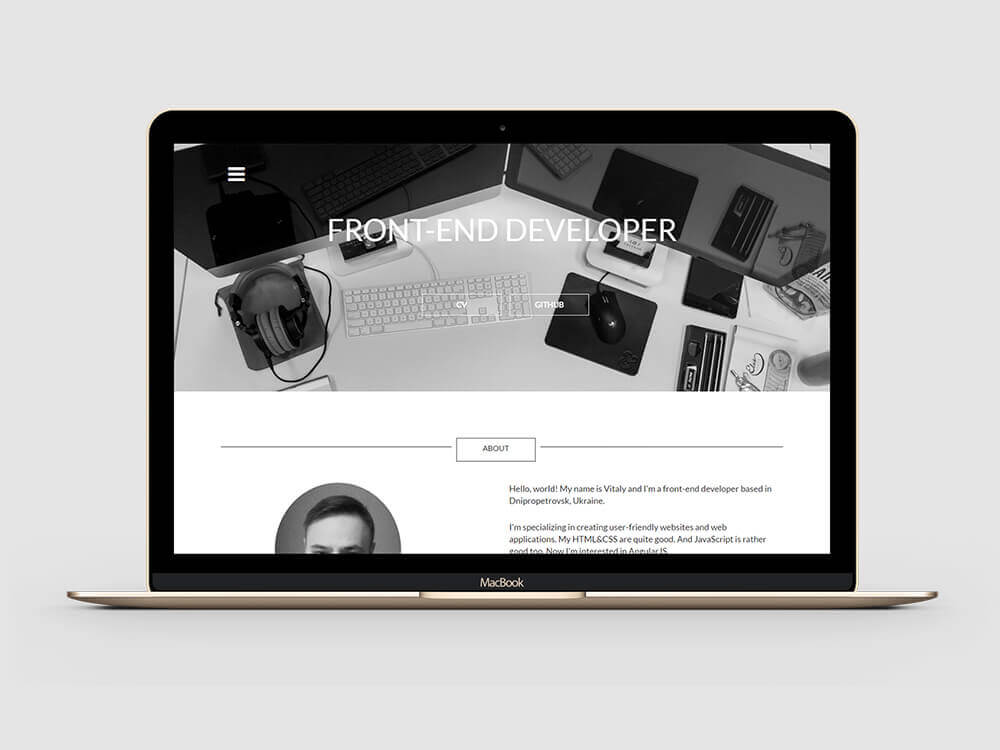 FRONT-END DEVELOPER
CV
GITHUB
ABOUT
Hello, world! My name is Vitaly and I'm a front-end developer based in
Dnipropetrovsk, Ukraine.
I'm specializing in creating user-friendly websites and web
applications. My HTML&CSS are quite good. And JavaScript is rather
good too. Now I'm interested in AngularJS.
MacBook